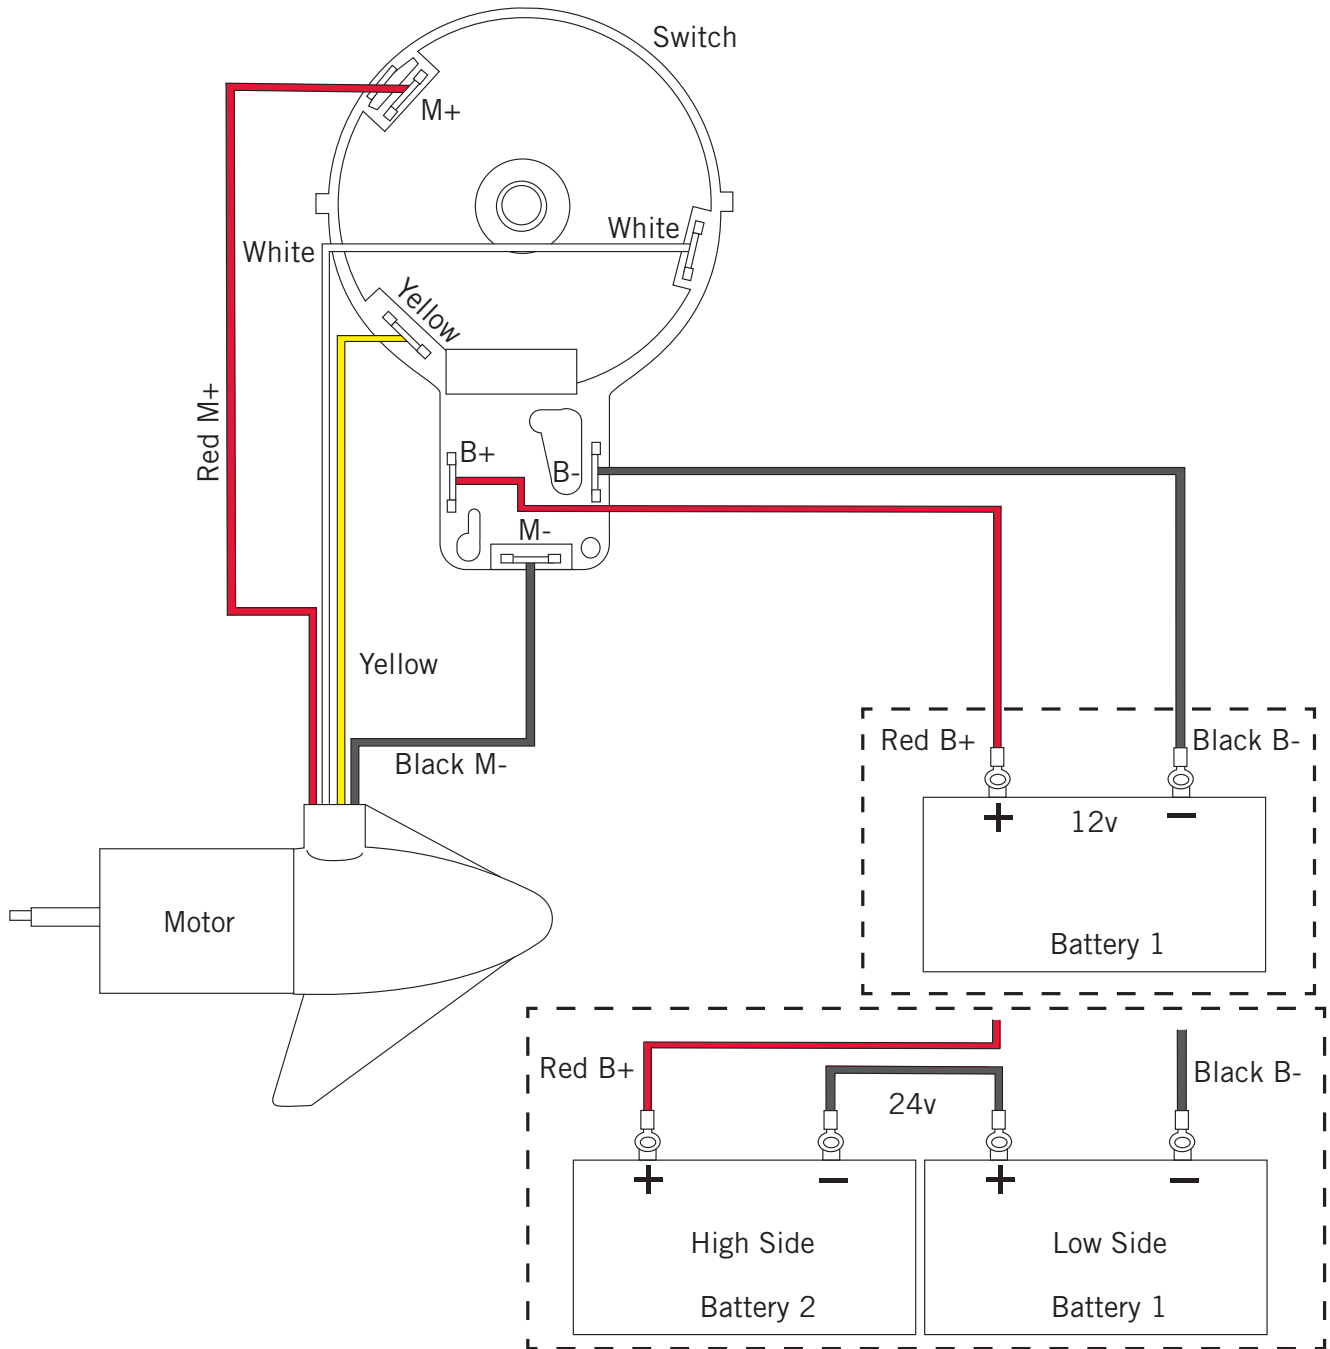 Switch
M+
White
White
Yellow
Red M+
B+
B-
M-
Yellow
Black M-
Red B+
Black B-
+
12v
−
Battery 1
Motor
Red B+
Black B-
24v
+
−
+
−
High Side
Low Side
Battery 2
Battery 1